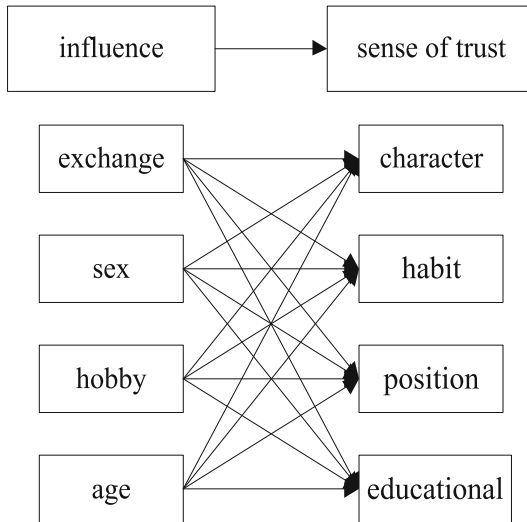 influence
sense of trust
exchange
character
sex
habit
hobby
position
age
educational